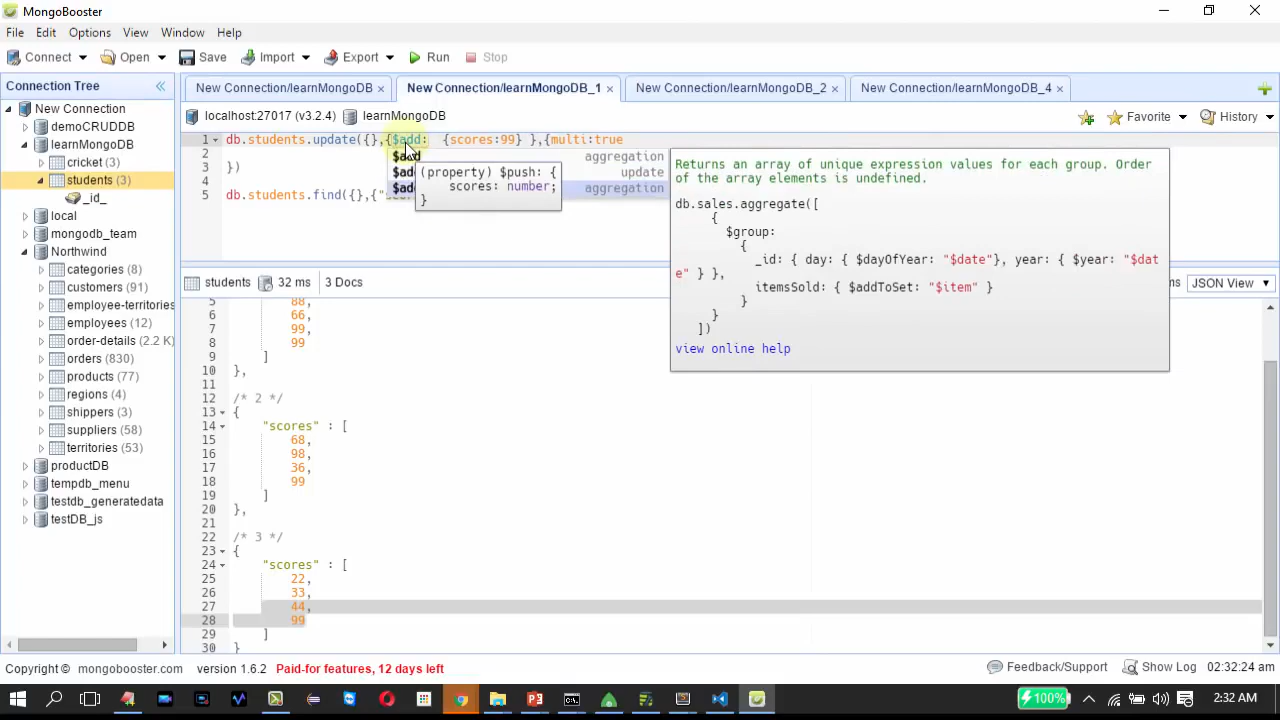 MongoBooster
File Edit Options View Window Help
Connect Open Save Import Export Run Stop
Connection Tree
New Connection/learnMongoDB × New Connection/learnMongoDB_1 × New Connection/learnMongoDB_2 × New Connection/learnMongoDB_4 ×
localhost:27017 (v3.2.4) learnMongoDB Favorite History
New Connection
demoCRUDDB
learnMongoDB
cricket (3)
students (3)
_id_
local
mongodb_team
Northwind
categories (8)
customers (91)
employee-territories
employees (12)
order-details (2.2 K)
orders (830)
products (77)
regions (4)
shippers (3)
suppliers (58)
territories (53)
productDB
tempdb_menu
testdb_generatedata
testDB_js
1 db.students.update({},{$add: {scores:99} },{multi:true
2
3 })
4
5 db.students.find({},{"
$add aggregation
$ad update
$ad aggregation
(property) $push: {
scores: number;
}
Returns an array of unique expression values for each group. Order
of the array elements is undefined.
db.sales.aggregate([
{
$group:
{
_id: { day: { $dayOfYear: "$date"}, year: { $year: "$dat
e" } },
itemsSold: { $addToSet: "$item" }
}
}
])
view online help
students 32 ms 3 Docs JSON View
5 88,
6 66,
7 99,
8 99
9 ]
10 },
11
12 /* 2 */
13 {
14 "scores" : [
15 68,
16 98,
17 36,
18 99
19 ]
20 },
21
22 /* 3 */
23 {
24 "scores" : [
25 22,
26 33,
27 44,
28 99
29 ]
30 }
Copyright © mongobooster.com version 1.6.2 Paid-for features, 12 days left Feedback/Support Show Log 02:32:24 am
100% 2:32 AM